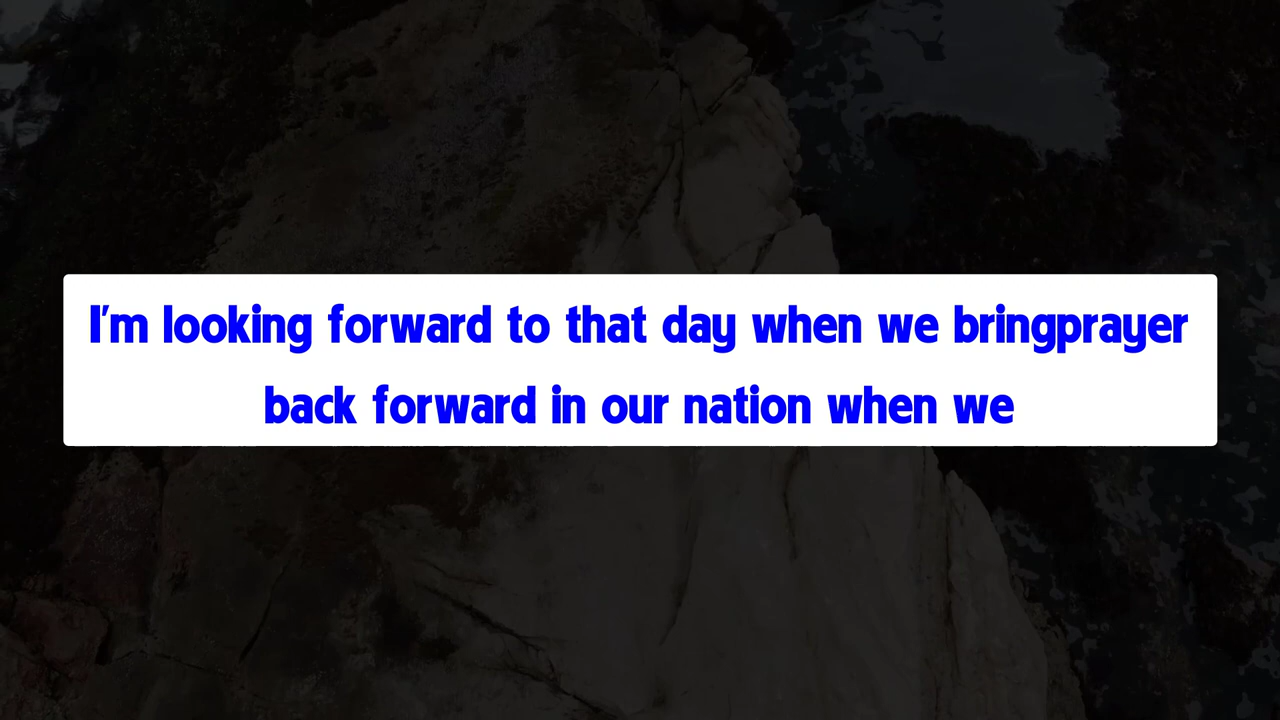 I'm looking forward to that day when we bringprayer
back forward in our nation when we